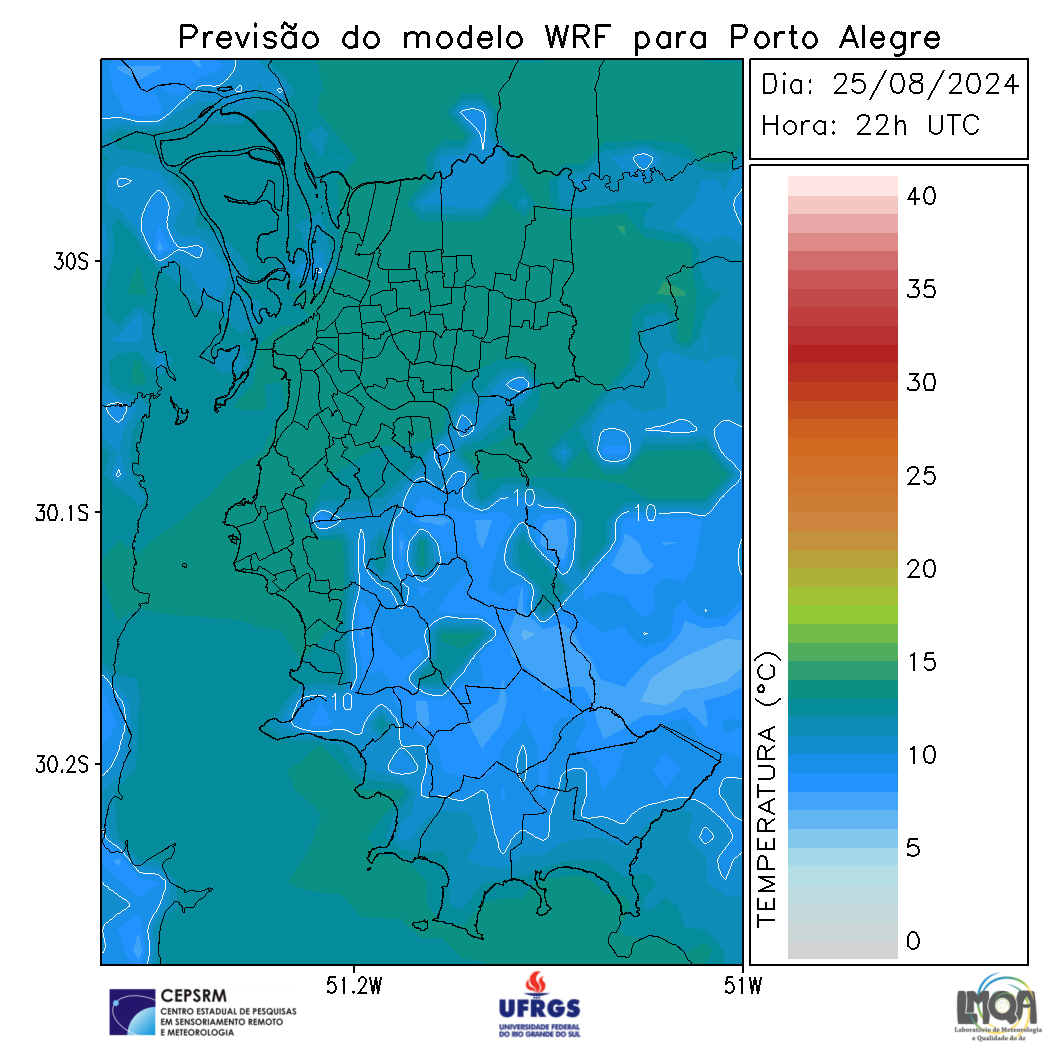 Previsão do modelo WRF para Porto Alegre
Dia: 25/08/2024
Hora: 22h UTC
40
35
30
25
20
15
10
5
0
TEMPERATURA (°C)
30S
30.1S
30.2S
51.2W
51W
10
10
10
CEPSRM
CENTRO ESTADUAL DE PESQUISAS
EM SENSORIAMENTO REMOTO
E METEOROLOGIA
UFRGS
UNIVERSIDADE FEDERAL
DO RIO GRANDE DO SUL
LMQA
Laboratório de Meteorologia
e Qualidade do Ar